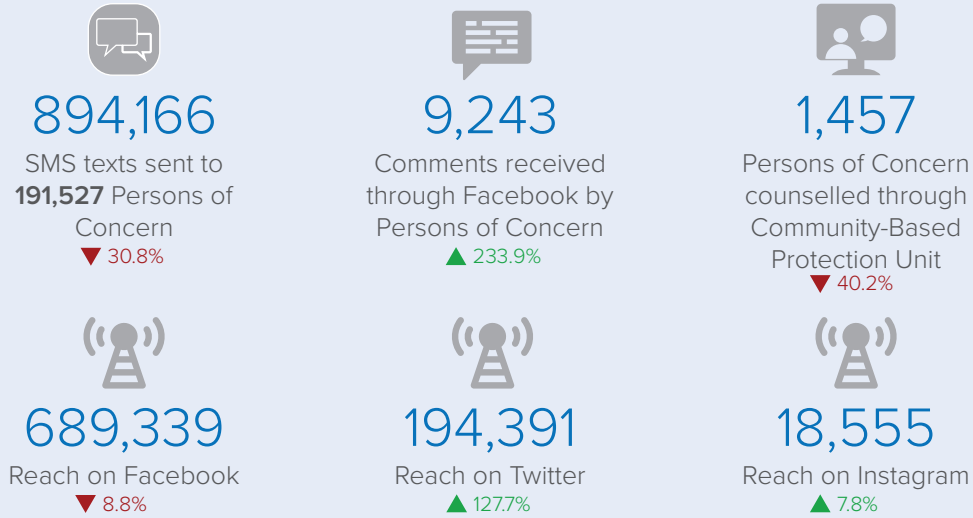 894,166
SMS texts sent to
191,527 Persons of
Concern
▼ 30.8%
9,243
Comments received
through Facebook by
Persons of Concern
▲ 233.9%
1,457
Persons of Concern
counselled through
Community-Based
Protection Unit
▼ 40.2%
689,339
Reach on Facebook
▼ 8.8%
194,391
Reach on Twitter
▲ 127.7%
18,555
Reach on Instagram
▲ 7.8%